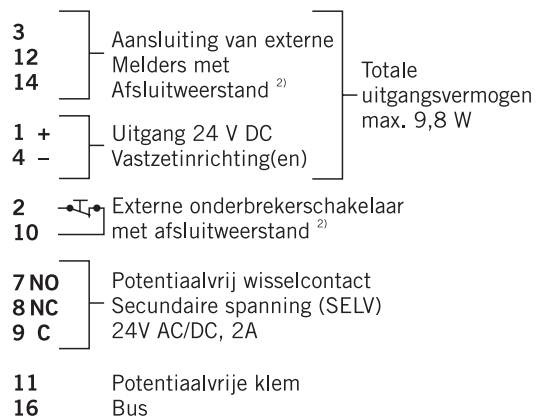 3
12
14
Aansluiting van externe
Melders met
Afsluitweerstand 2)
1 +
4 –
Uitgang 24 V DC
Vastzetinrichting(en)
Totale
uitgangsvermogen
max. 9,8 W
2
10
Externe onderbrekerschakelaar
met afsluitweerstand 2)
7 NO
8 NC
9 C
Potentiaalvrij wisselcontact
Secundaire spanning (SELV)
24V AC/DC, 2A
11 Potentiaalvrije klem
16 Bus